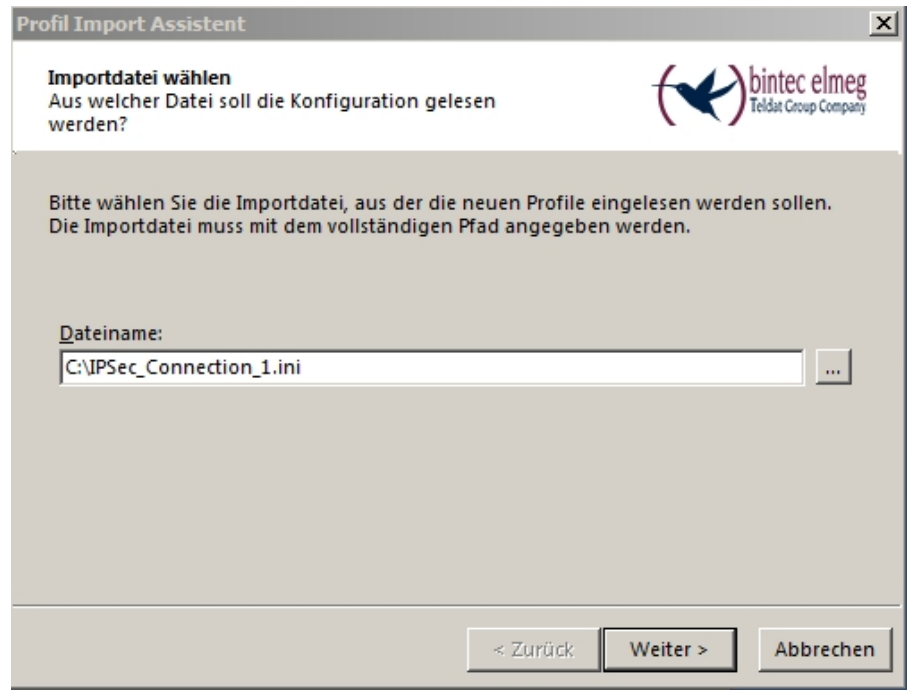 Profil Import Assistent
Importdatei wählen
Aus welcher Datei soll die Konfiguration gelesen
werden?
bintec elmeg
Teldat Group Company
Bitte wählen Sie die Importdatei, aus der die neuen Profile eingelesen werden sollen.
Die Importdatei muss mit dem vollständigen Pfad angegeben werden.
Dateiname:
C:\IPSec_Connection_1.ini
...
< Zurück
Weiter >
Abbrechen